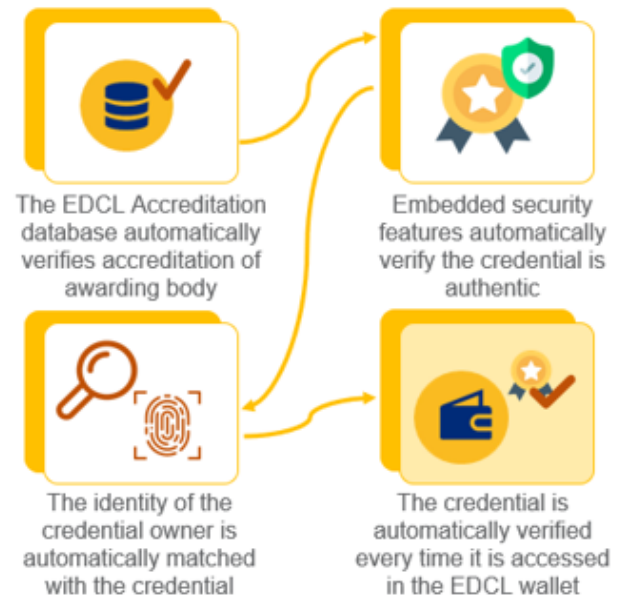 The EDCL Accreditation
database automatically
verifies accreditation of
awarding body
Embedded security
features automatically
verify the credential is
authentic
The identity of the
credential owner is
automatically matched
with the credential
The credential is
automatically verified
every time it is accessed
in the EDCL wallet